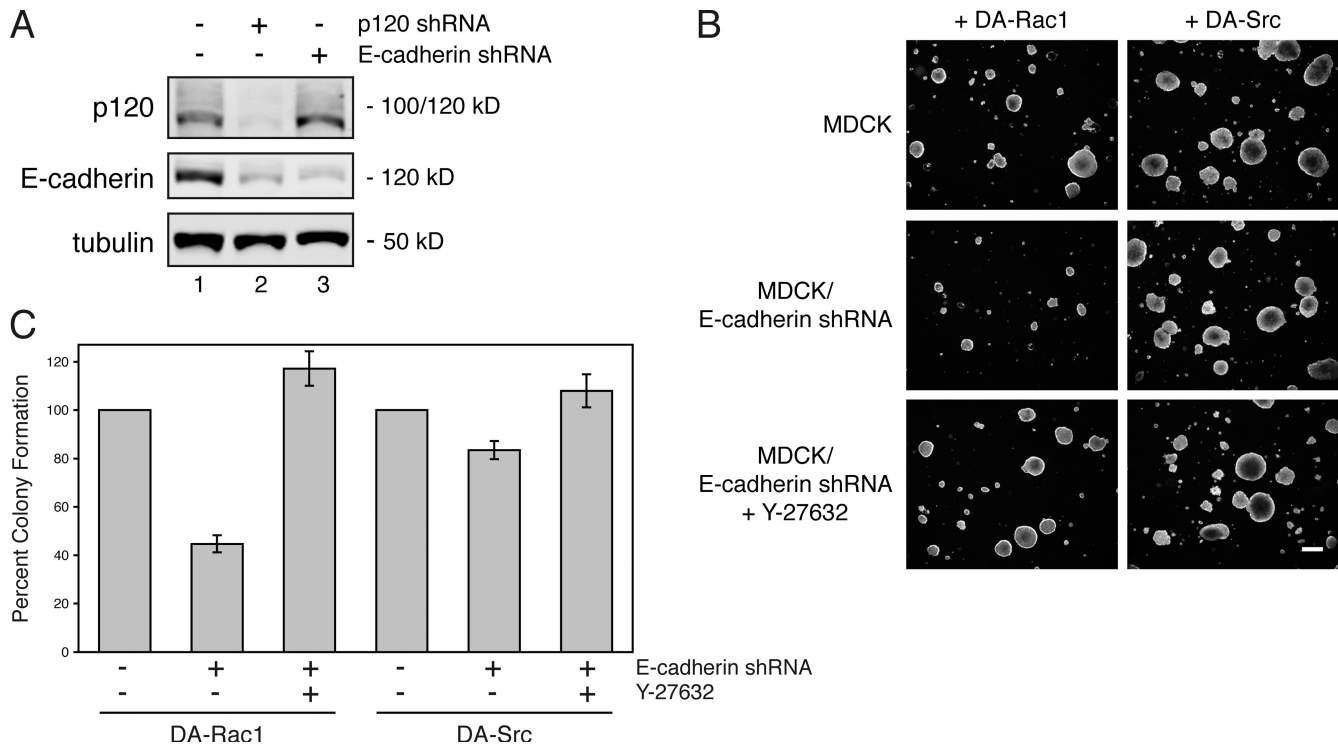 A
- + - p120 shRNA
- - + E-cadherin shRNA
p120
- 100/120 kD
E-cadherin
- 120 kD
tubulin
- 50 kD
1 2 3
B
+ DA-Rac1 + DA-Src
MDCK
MDCK/
E-cadherin shRNA
MDCK/
E-cadherin shRNA
+ Y-27632
C
Percent Colony Formation
120
100
80
60
40
20
0
- + + - + + E-cadherin shRNA
- - + - - + Y-27632
DA-Rac1 DA-Src